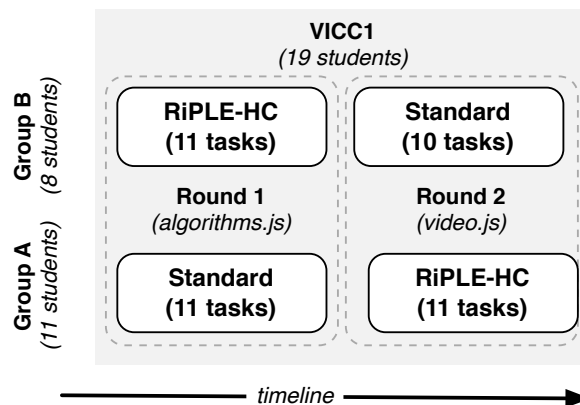 VICC1
(19 students)
Group B
(8 students)
RiPLE-HC
(11 tasks)
Standard
(10 tasks)
Round 1
(algorithms.js)
Round 2
(video.js)
Group A
(11 students)
Standard
(11 tasks)
RiPLE-HC
(11 tasks)
timeline